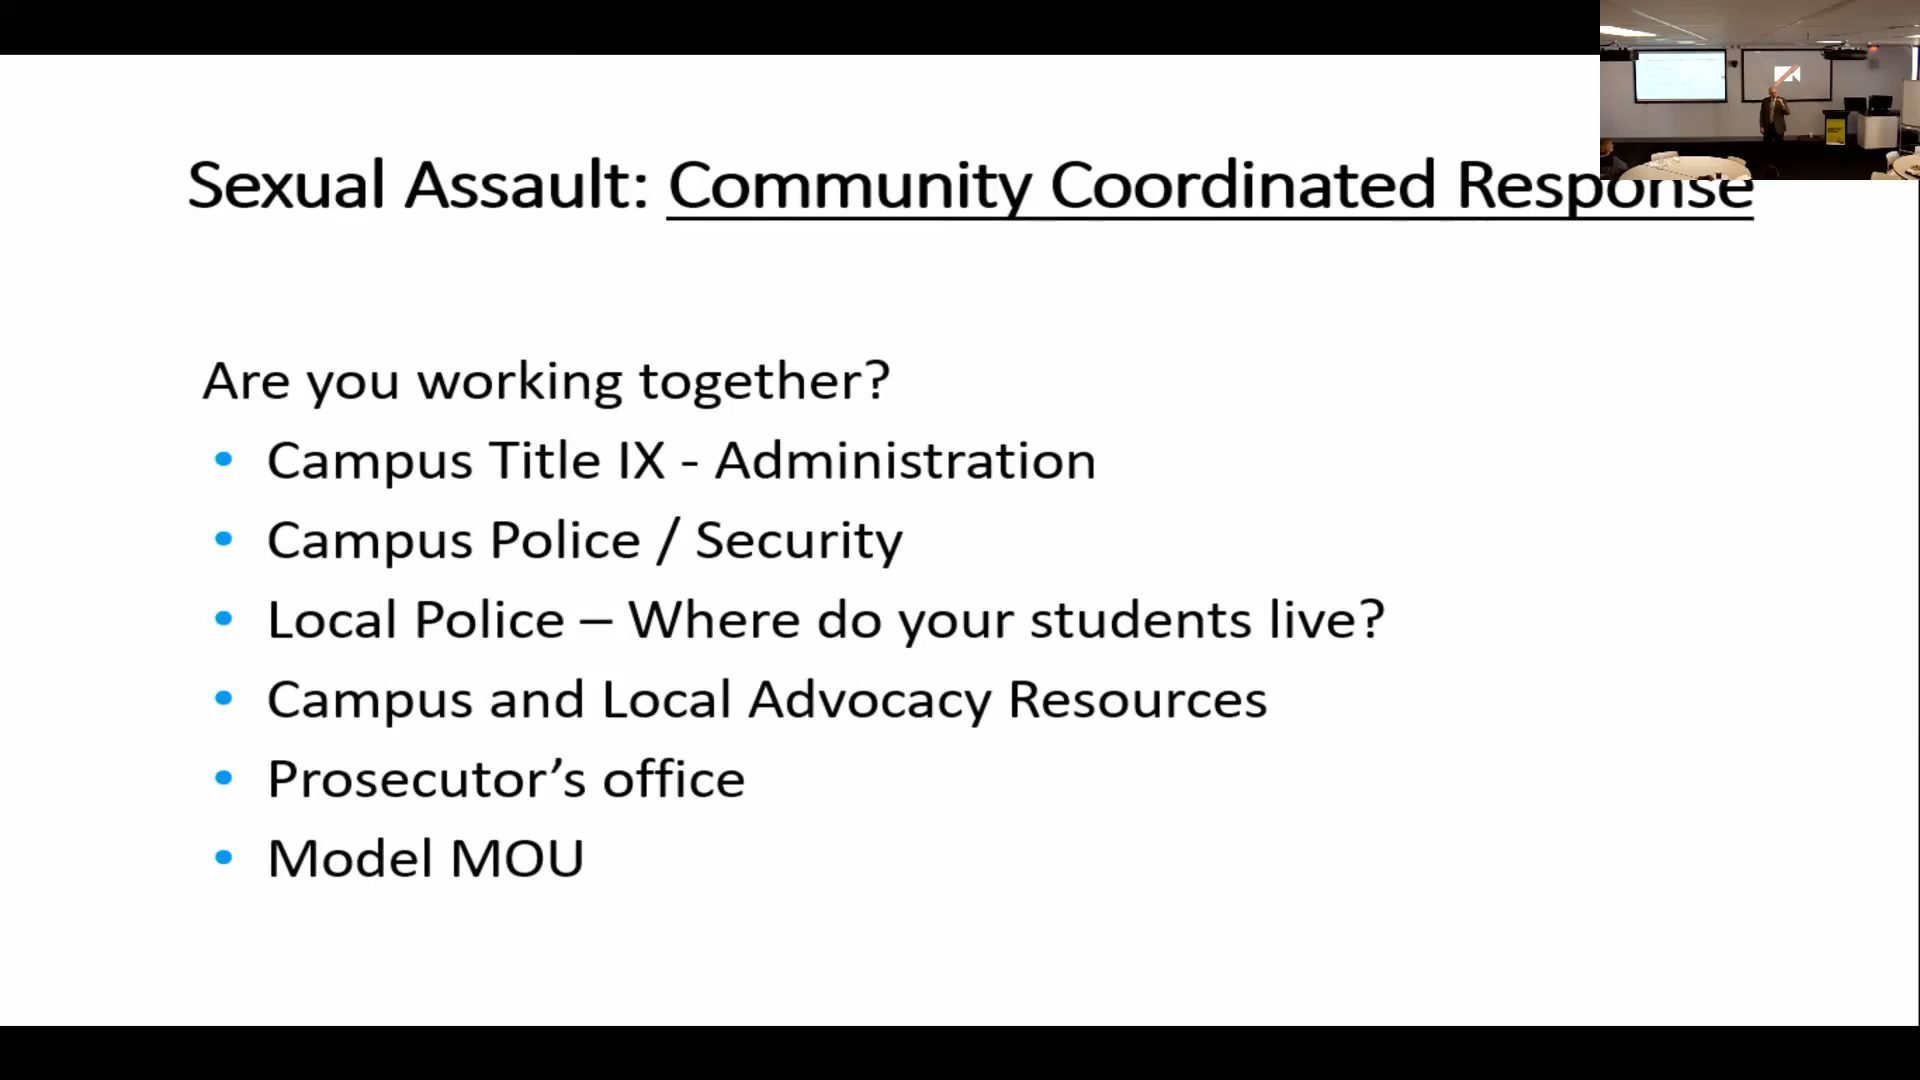 Sexual Assault: Community Coordinated Response
Are you working together?
• Campus Title IX - Administration
• Campus Police / Security
• Local Police – Where do your students live?
• Campus and Local Advocacy Resources
• Prosecutor’s office
• Model MOU